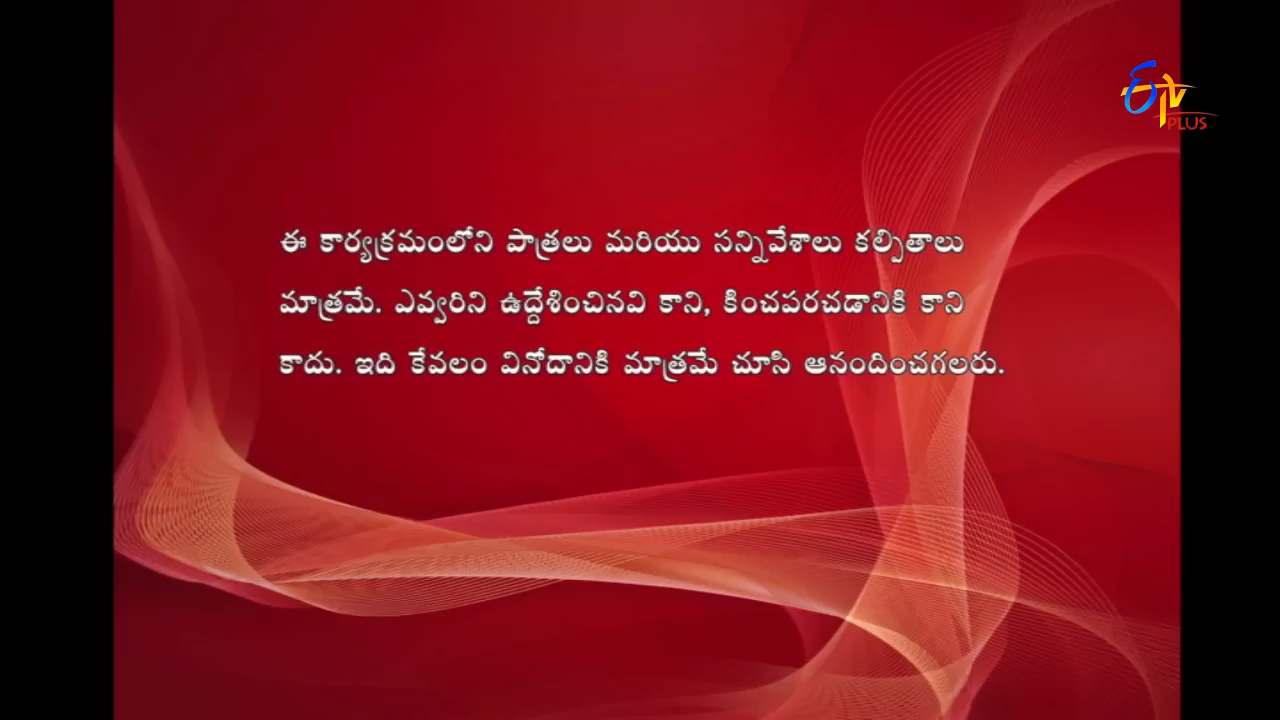 ETV
PLUS
ఈ కార్యక్రమంలోని పాత్రలు మరియు సన్నివేశాలు కల్పితాలు
మాత్రమే. ఎవ్వరిని ఉద్దేశించినవి కాని, కించపరచడానికి కాని
కాదు. ఇది కేవలం వినోదానికి మాత్రమే చూసి ఆనందించగలరు.